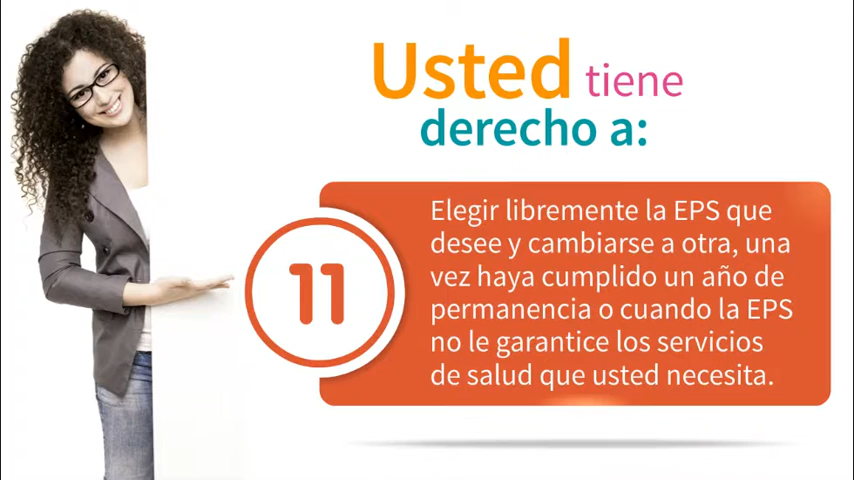 Usted tiene
derecho a:
11
Elegir libremente la EPS que
desee y cambiarse a otra, una
vez haya cumplido un año de
permanencia o cuando la EPS
no le garantice los servicios
de salud que usted necesita.